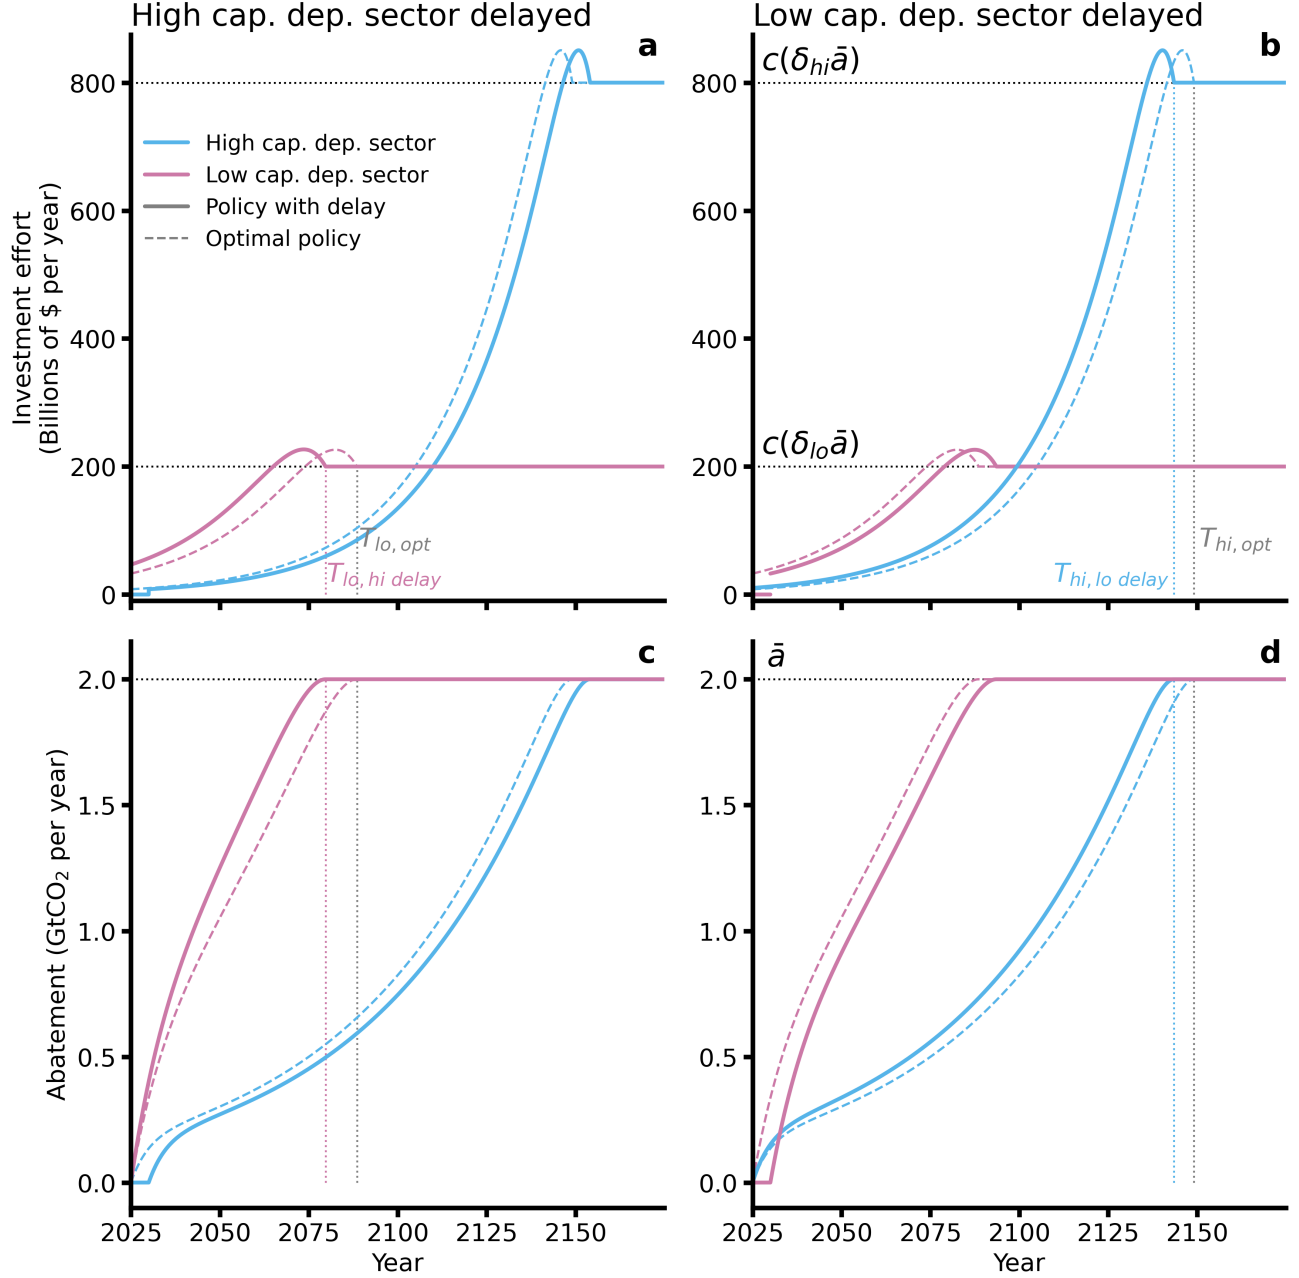 High cap. dep. sector delayed
Low cap. dep. sector delayed
a
b
c(δhiā)
800
800
High cap. dep. sector
Low cap. dep. sector
Policy with delay
Optimal policy
600
600
Investment effort
(Billions of $ per year)
400
400
c(δloā)
200
200
Tlo, opt
Thi, opt
Tlo, hi delay
Thi, lo delay
0
0
c
ā
d
2.0
2.0
1.5
1.5
Abatement (GtCO₂ per year)
1.0
1.0
0.5
0.5
0.0
0.0
2025 2050 2075 2100 2125 2150
2025 2050 2075 2100 2125 2150
Year
Year